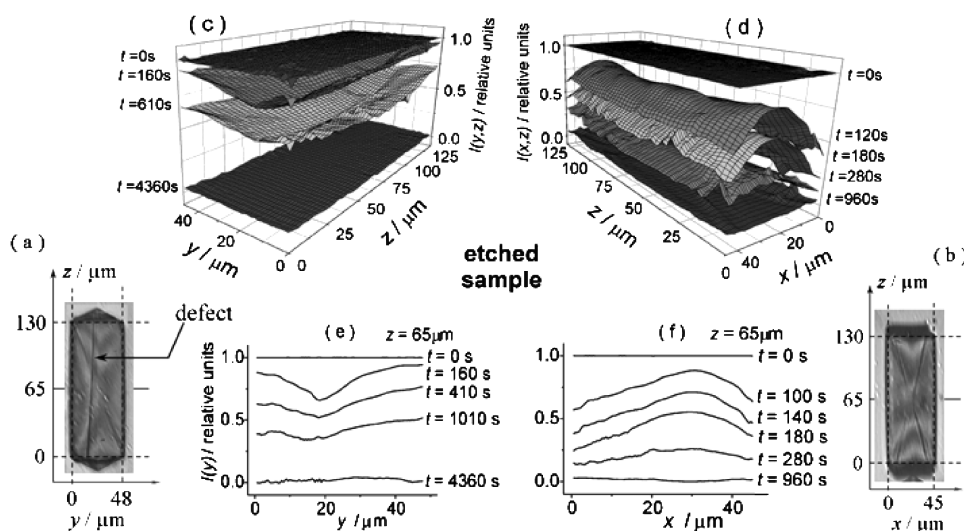 ( c )
t =0s
t =160s
t =610s
t =4360s
1.0
0.5
0.0
I(y,z) / relative units
125
100
75
50
25
0
z / μm
40
20
0
y / μm
( d )
1.0
0.5
0.0
I(x,z) / relative units
t =0s
t =120s
t =180s
t =280s
t =960s
125
100
75
50
25
0
z / μm
40
20
0
x / μm
etched
sample
( a )
z / μm
defect
130
65
0
0 48
y / μm
( e ) z = 65μm
1.0
0.5
0.0
I(y) / relative units
t = 0 s
t = 160 s
t = 410 s
t = 1010 s
t = 4360 s
0 20 40
y / μm
( f ) z = 65μm
1.0
0.5
0.0
t = 0 s
t = 100 s
t = 140 s
t = 180 s
t = 280 s
t = 960 s
0 20 40
x / μm
( b )
z / μm
130
65
0
0 45
x / μm